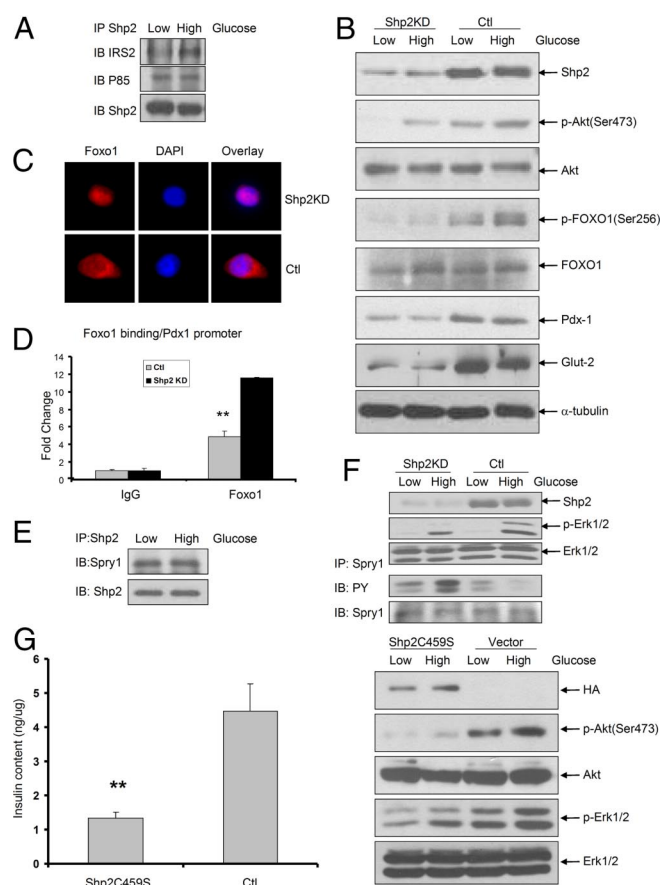 A
IP Shp2 Low High Glucose
IB IRS2
IB P85
IB Shp2
B
Shp2KD Ctl
Low High Low High Glucose
Shp2
p-Akt(Ser473)
Akt
p-FOXO1(Ser256)
FOXO1
Pdx-1
Glut-2
α-tubulin
C
Foxo1 DAPI Overlay
Shp2KD
Ctl
D
Foxo1 binding/Pdx1 promoter
Fold Change
16
14
12
10
8
6
4
2
0
Ctl
Shp2 KD
**
IgG Foxo1
E
IP:Shp2 Low High Glucose
IB:Spry1
IB: Shp2
F
Shp2KD Ctl
Low High Low High Glucose
Shp2
p-Erk1/2
Erk1/2
IP: Spry1
IB: PY
IB: Spry1
G
Insulin content (ng/ug)
6
5
4
3
2
1
0
**
Shp2C459S Ctl
Shp2C459S Vector
Low High Low High Glucose
HA
p-Akt(Ser473)
Akt
p-Erk1/2
Erk1/2